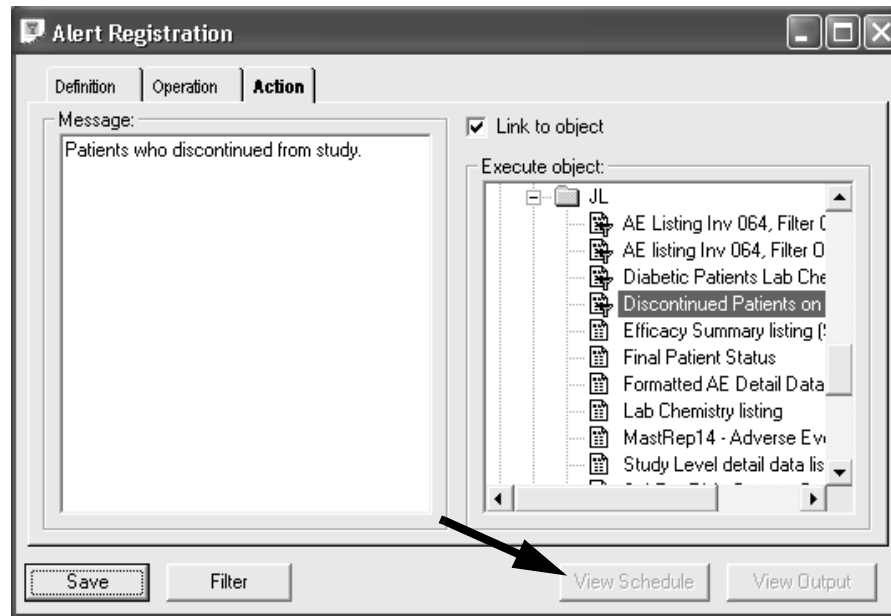 Alert Registration
Definition Operation Action
Message:
Patients who discontinued from study.
Link to object
Execute object:
JL
AE Listing Inv 064, Filter
AE listing Inv 064, Filter O
Diabetic Patients Lab Che
Discontinued Patients on
Efficacy Summary listing
Final Patient Status
Formatted AE Detail Data
Lab Chemistry listing
MastRep14 - Adverse Eve
Study Level detail data lis
Save Filter View Schedule View Output